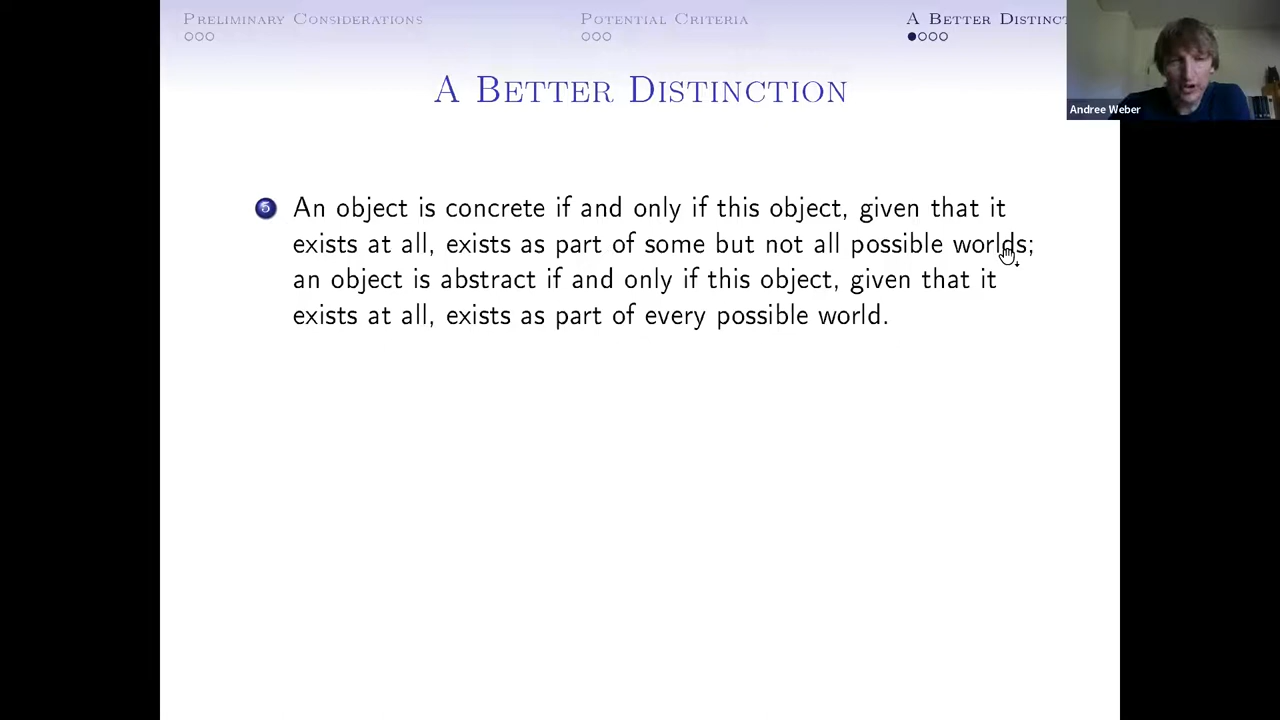 Preliminary Considerations
Potential Criteria
A Better Distinct
A Better Distinction
Andree Weber
5 An object is concrete if and only if this object, given that it
exists at all, exists as part of some but not all possible worlds;
an object is abstract if and only if this object, given that it
exists at all, exists as part of every possible world.